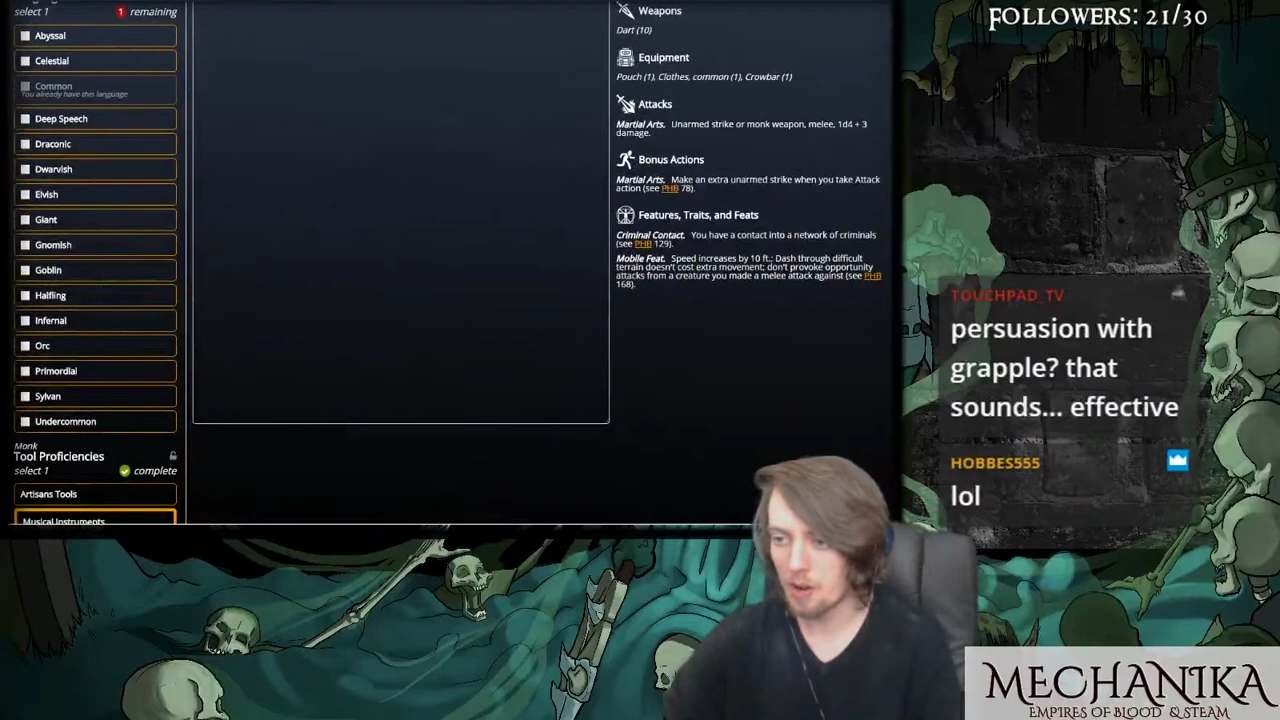 select 1
1 remaining
Abyssal
Celestial
Common
You already have this language
Deep Speech
Draconic
Dwarvish
Elvish
Giant
Gnomish
Goblin
Halfling
Infernal
Orc
Primordial
Sylvan
Undercommon
Monk
Tool Proficiencies
select 1
complete
Artisans Tools
Musical Instruments
Weapons
Dart (10)
Equipment
Pouch (1), Clothes, common (1), Crowbar (1)
Attacks
Martial Arts. Unarmed strike or monk weapon, melee, 1d4 + 3
damage.
Bonus Actions
Martial Arts. Make an extra unarmed strike when you take Attack
action (see PHB 78).
Features, Traits, and Feats
Criminal Contact. You have a contact into a network of criminals
(see PHB 129).
Mobile Feat. Speed increases by 10 ft.; Dash through difficult
terrain doesn't cost extra movement; don't provoke opportunity
attacks from a creature you made a melee attack against (see PHB
168).
FOLLOWERS: 21/30
TOUCHPAD_TV
persuasion with
grapple? that
sounds... effective
HOBBES555
lol
MECHANIKA
EMPIRES OF BLOOD & STEAM